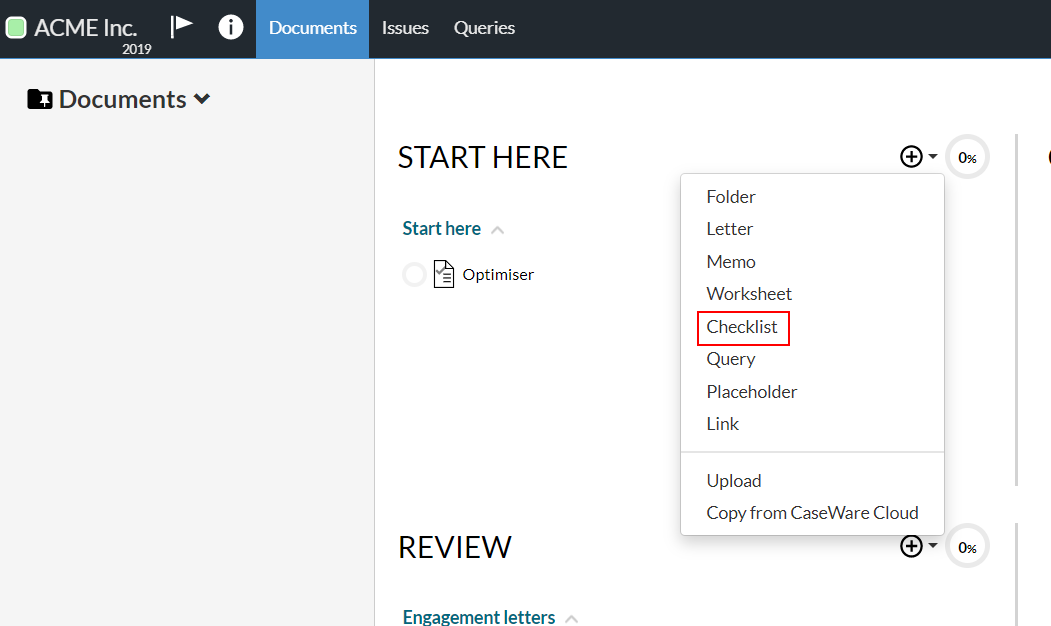 ACME Inc.
2019
Documents
Issues
Queries
Documents
START HERE
0%
Start here
Optimiser
Folder
Letter
Memo
Worksheet
Checklist
Query
Placeholder
Link
Upload
Copy from CaseWare Cloud
REVIEW
0%
Engagement letters